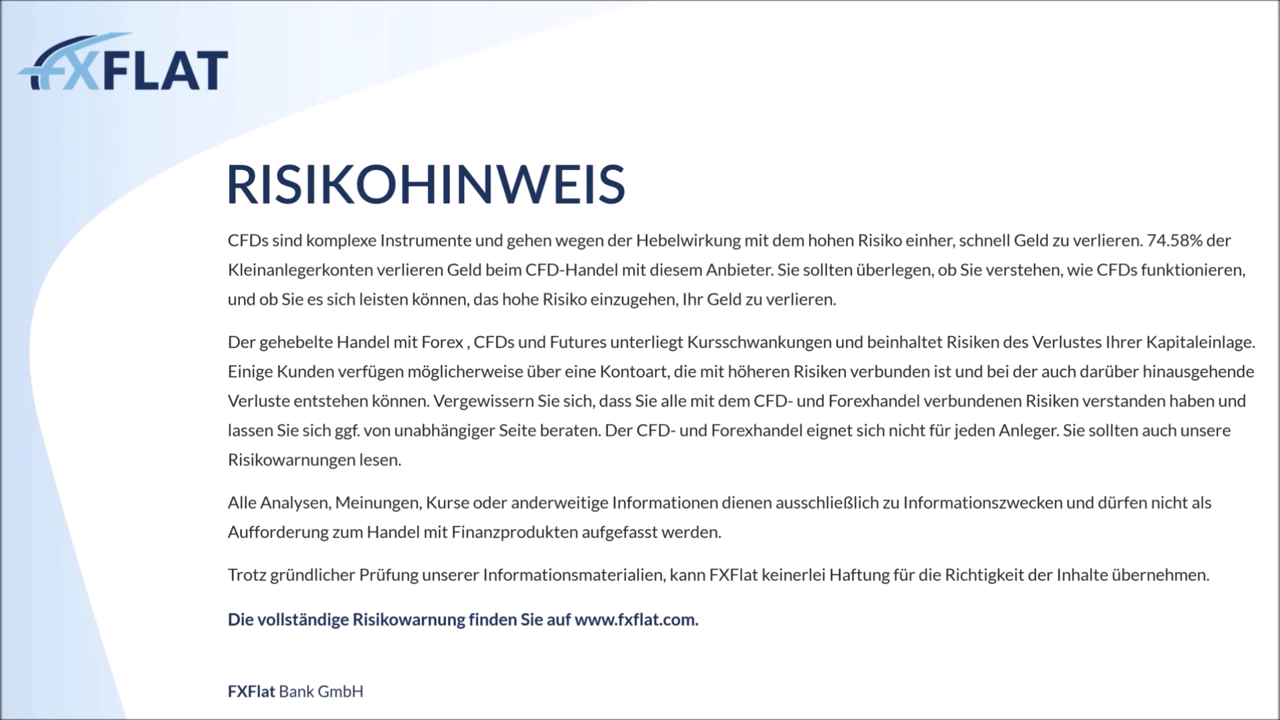 FXFLAT
RISIKOHINWEIS
CFDs sind komplexe Instrumente und gehen wegen der Hebelwirkung mit dem hohen Risiko einher, schnell Geld zu verlieren. 74.58% der
Kleinanlegerkonten verlieren Geld beim CFD-Handel mit diesem Anbieter. Sie sollten überlegen, ob Sie verstehen, wie CFDs funktionieren,
und ob Sie es sich leisten können, das hohe Risiko einzugehen, Ihr Geld zu verlieren.
Der gehebelte Handel mit Forex , CFDs und Futures unterliegt Kursschwankungen und beinhaltet Risiken des Verlustes Ihrer Kapitaleinlage.
Einige Kunden verfügen möglicherweise über eine Kontoart, die mit höheren Risiken verbunden ist und bei der auch darüber hinausgehende
Verluste entstehen können. Vergewissern Sie sich, dass Sie alle mit dem CFD- und Forexhandel verbundenen Risiken verstanden haben und
lassen Sie sich ggf. von unabhängiger Seite beraten. Der CFD- und Forexhandel eignet sich nicht für jeden Anleger. Sie sollten auch unsere
Risikowarnungen lesen.
Alle Analysen, Meinungen, Kurse oder anderweitige Informationen dienen ausschließlich zu Informationszwecken und dürfen nicht als
Aufforderung zum Handel mit Finanzprodukten aufgefasst werden.
Trotz gründlicher Prüfung unserer Informationsmaterialien, kann FXFlat keinerlei Haftung für die Richtigkeit der Inhalte übernehmen.
Die vollständige Risikowarnung finden Sie auf www.fxflat.com.
FXFlat Bank GmbH